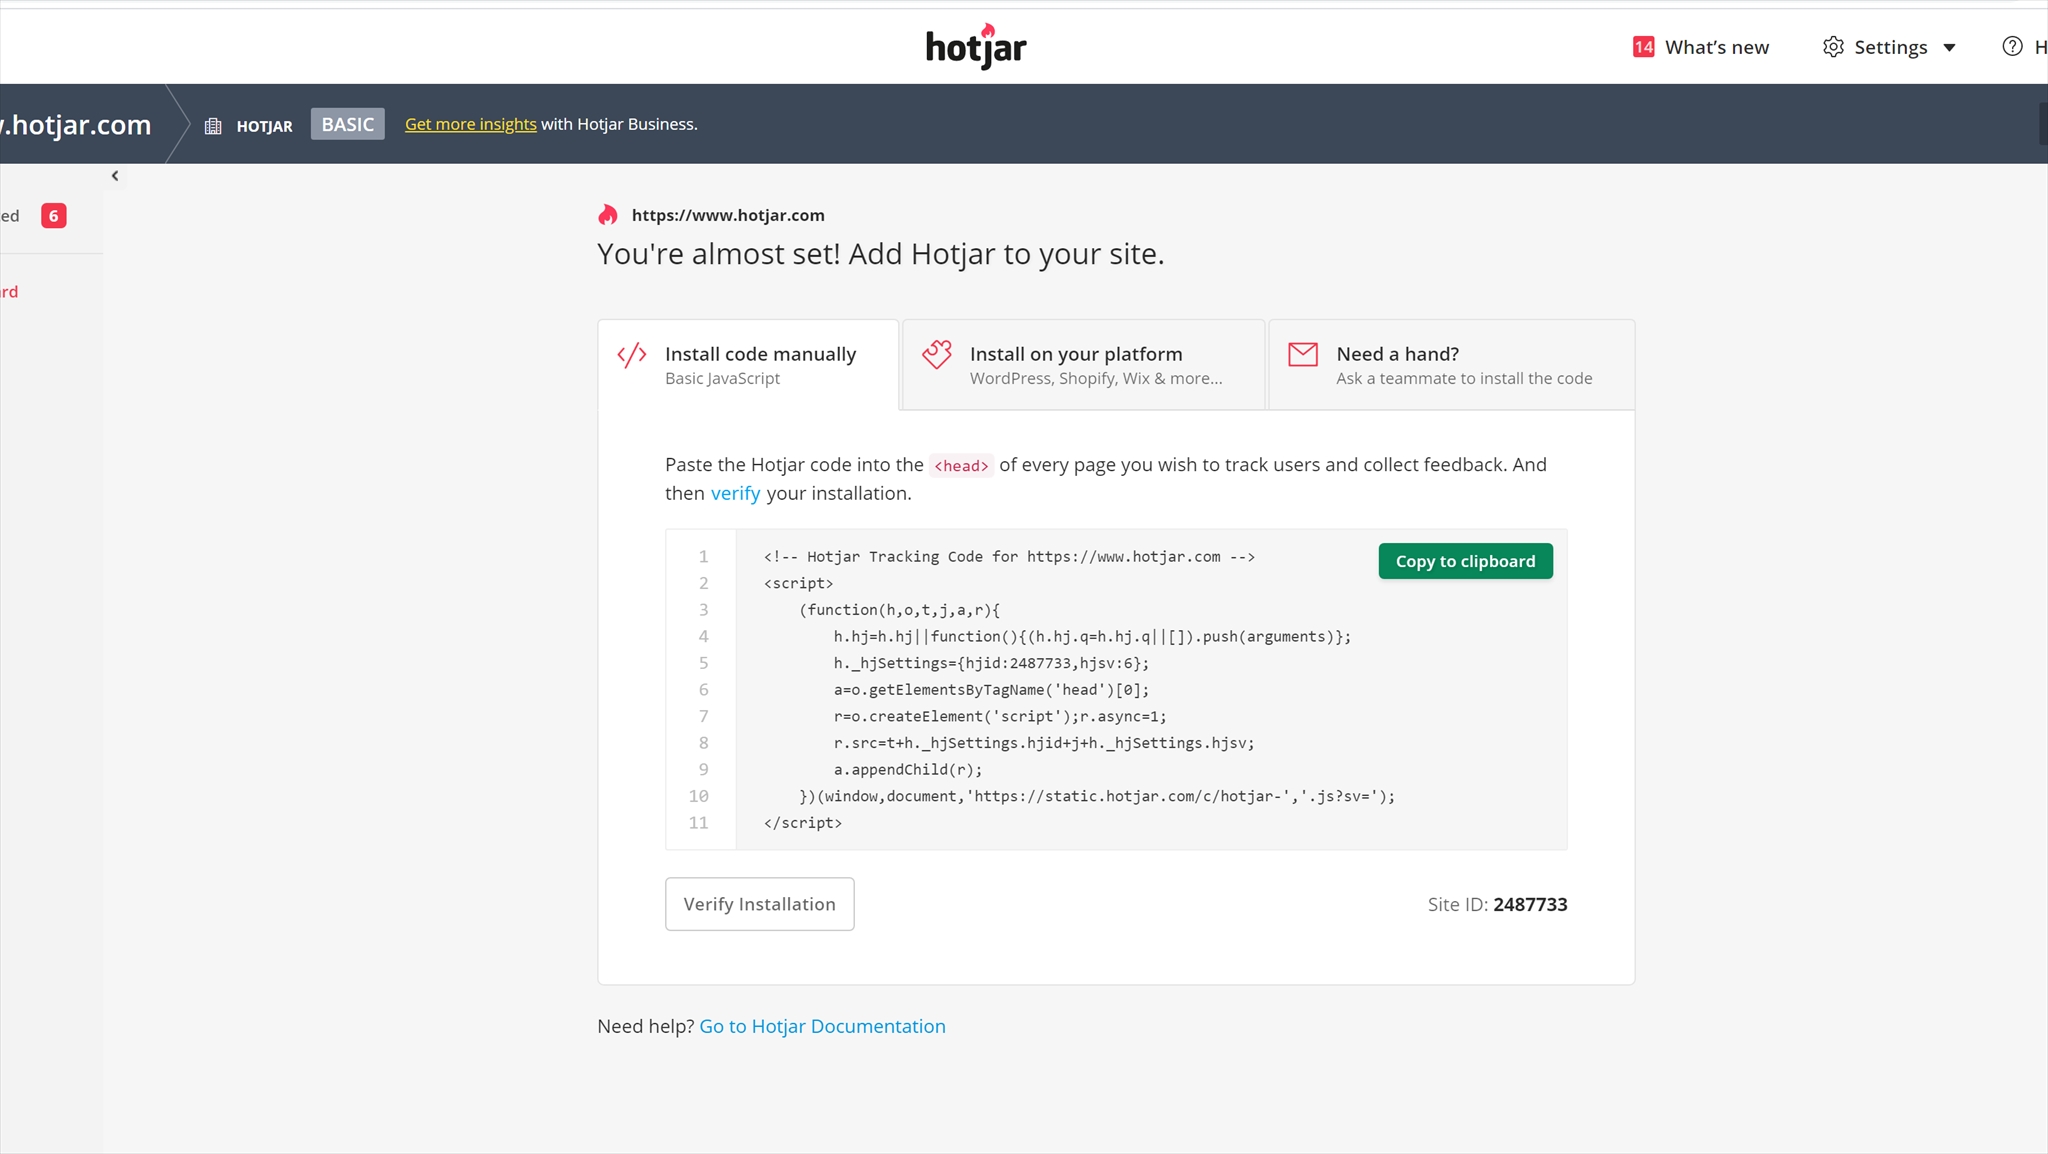 hotjar
14 What's new
Settings
.hotjar.com
HOTJAR
BASIC
Get more insights with Hotjar Business.
6
https://www.hotjar.com
You're almost set! Add Hotjar to your site.
Install code manually
Basic JavaScript
Install on your platform
WordPress, Shopify, Wix & more...
Need a hand?
Ask a teammate to install the code
Paste the Hotjar code into the <head> of every page you wish to track users and collect feedback. And
then verify your installation.
Copy to clipboard
1 <!-- Hotjar Tracking Code for https://www.hotjar.com -->
2 <script>
3 (function(h,o,t,j,a,r){
4 h.hj=h.hj||function(){(h.hj.q=h.hj.q||[]).push(arguments)};
5 h._hjSettings={hjid:2487733,hjsv:6};
6 a=o.getElementsByTagName('head')[0];
7 r=o.createElement('script');r.async=1;
8 r.src=t+h._hjSettings.hjid+j+h._hjSettings.hjsv;
9 a.appendChild(r);
10 })(window,document,'https://static.hotjar.com/c/hotjar-','.js?sv=');
11 </script>
Verify Installation
Site ID: 2487733
Need help? Go to Hotjar Documentation